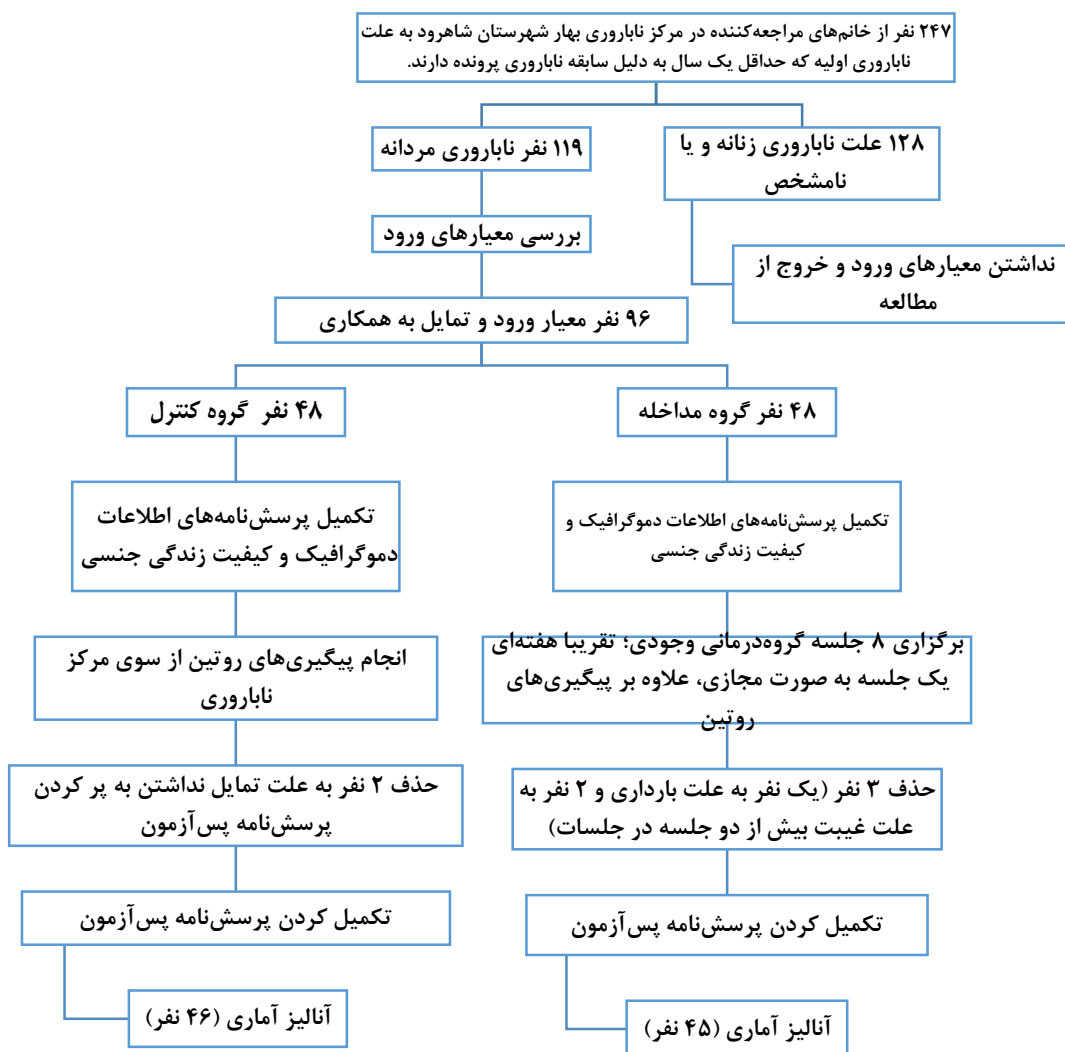 ۲۴۷ نفر از خانم‌های مراجعه‌کننده در مرکز ناباروری بهار شهرستان شاهرود به علت
ناباروری اولیه که حداقل یک سال به دلیل سابقه ناباروری پرونده دارند.
۱۲۸ علت ناباروری زنانه و یا
نامشخص
۱۱۹ نفر ناباروری مردانه
نداشتن معیارهای ورود و خروج از
مطالعه
بررسی معیارهای ورود
۹۶ نفر معیار ورود و تمایل به همکاری
۴۸ نفر گروه مداخله
۴۸ نفر گروه کنترل
تکمیل پرسش‌نامه‌های اطلاعات دموگرافیک و
کیفیت زندگی جنسی
تکمیل پرسش‌نامه‌های اطلاعات
دموگرافیک و کیفیت زندگی جنسی
برگزاری ۸ جلسه گروه‌درمانی وجودی؛ تقریبا هفته‌ای
یک جلسه به صورت مجازی، علاوه بر پیگیری‌های
روتین
انجام پیگیری‌های روتین از سوی مرکز
ناباروری
حذف ۳ نفر (یک نفر به علت بارداری و ۲ نفر به
علت غیبت بیش از دو جلسه در جلسات)
حذف ۲ نفر به علت تمایل نداشتن به پر کردن
پرسش‌نامه پس‌آزمون
تکمیل کردن پرسش‌نامه پس‌آزمون
تکمیل کردن پرسش‌نامه پس‌آزمون
آنالیز آماری (۴۵ نفر)
آنالیز آماری (۴۶ نفر)